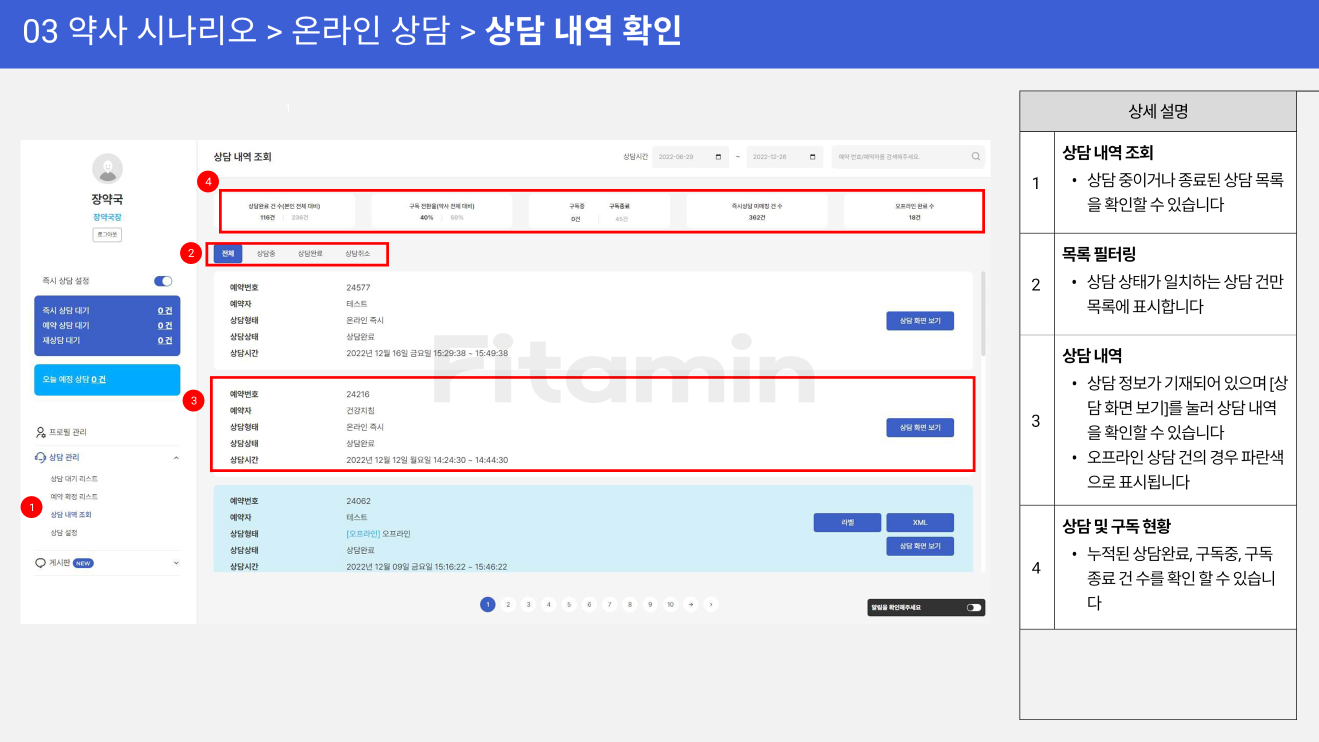 03 약사 시나리오 > 온라인 상담 > 상담 내역 확인
1
장약국
장약국장
로그아웃
즉시 상담 설정
즉시 상담 대기 0 건
예약 상담 대기 0 건
재상담 대기 0 건
오늘 예정 상담 0 건
프로필 관리
상담 관리
상담 대기 리스트
예약 확정 리스트
1
상담 내역 조회
상담 설정
게시판 NEW
상담 내역 조회
상담시간 2022-06-29 ~ 2022-12-26 예약 번호/예약자를 검색해주세요.
4
상담완료 건 수(본인 전체 대비)
116건 236건
구독 전환율(약사 전체 대비)
40% 60%
구독중 구독종료
0건 45건
즉시상담 미매칭 건 수
362건
오프라인 완료 수
18건
2
전체 상담중 상담완료 상담취소
예약번호 24577
예약자 테스트
상담형태 온라인 즉시
상담상태 상담완료
상담시간 2022년 12월 16일 금요일 15:29:38 ~ 15:49:38
상담 화면 보기
Fitamin
3
예약번호 24216
예약자 건강지킴
상담형태 온라인 즉시
상담상태 상담완료
상담시간 2022년 12월 12일 월요일 14:24:30 ~ 14:44:30
상담 화면 보기
예약번호 24062
예약자 테스트
상담형태 [오프라인] 오프라인
상담상태 상담완료
상담시간 2022년 12월 09일 금요일 15:16:22 ~ 15:46:22
라벨 XML
상담 화면 보기
1 2 3 4 5 6 7 8 9 10
알림을 확인해주세요
상세 설명
1
상담 내역 조회
• 상담 중이거나 종료된 상담 목록
을 확인할 수 있습니다
2
목록 필터링
• 상담 상태가 일치하는 상담 건만
목록에 표시합니다
3
상담 내역
• 상담 정보가 기재되어 있으며 [상
담 화면 보기]를 눌러 상담 내역
을 확인할 수 있습니다
• 오프라인 상담 건의 경우 파란색
으로 표시됩니다
4
상담 및 구독 현황
• 누적된 상담완료, 구독중, 구독
종료 건 수를 확인 할 수 있습니
다